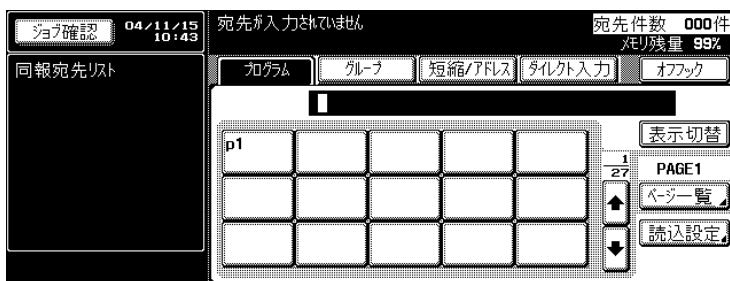 ジョブ確認
04/11/15
10:43
宛先が入力されていません
宛先件数 000件
メモリ残量 99%
同報宛先リスト
プログラム
グループ
短縮/アドレス
ダイレクト入力
オフフック
表示切替
p1
1
27
PAGE1
ページ一覧
読込設定